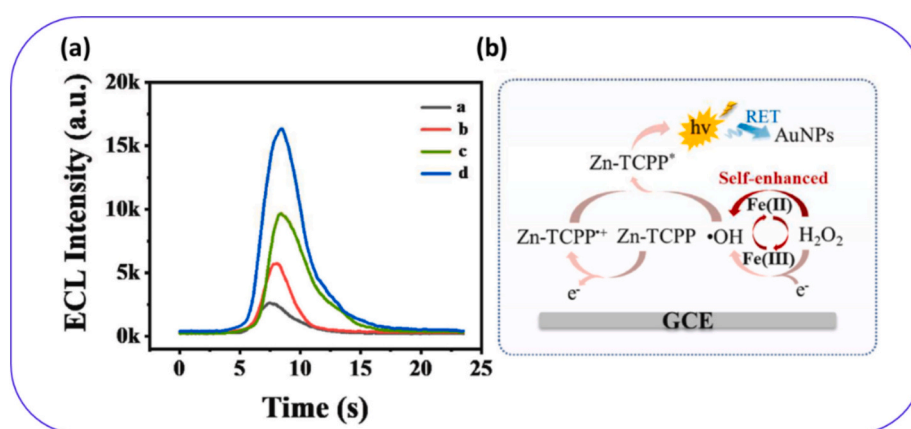 (a)
ECL Intensity (a.u.)
20k
15k
10k
5k
0k
a
b
c
d
0 5 10 15 20 25
Time (s)
(b)
hν
RET
AuNPs
Zn-TCPP*
Self-enhanced
Fe(II)
Zn-TCPP•+ Zn-TCPP •OH H₂O₂
Fe(III)
e⁻ e⁻
GCE